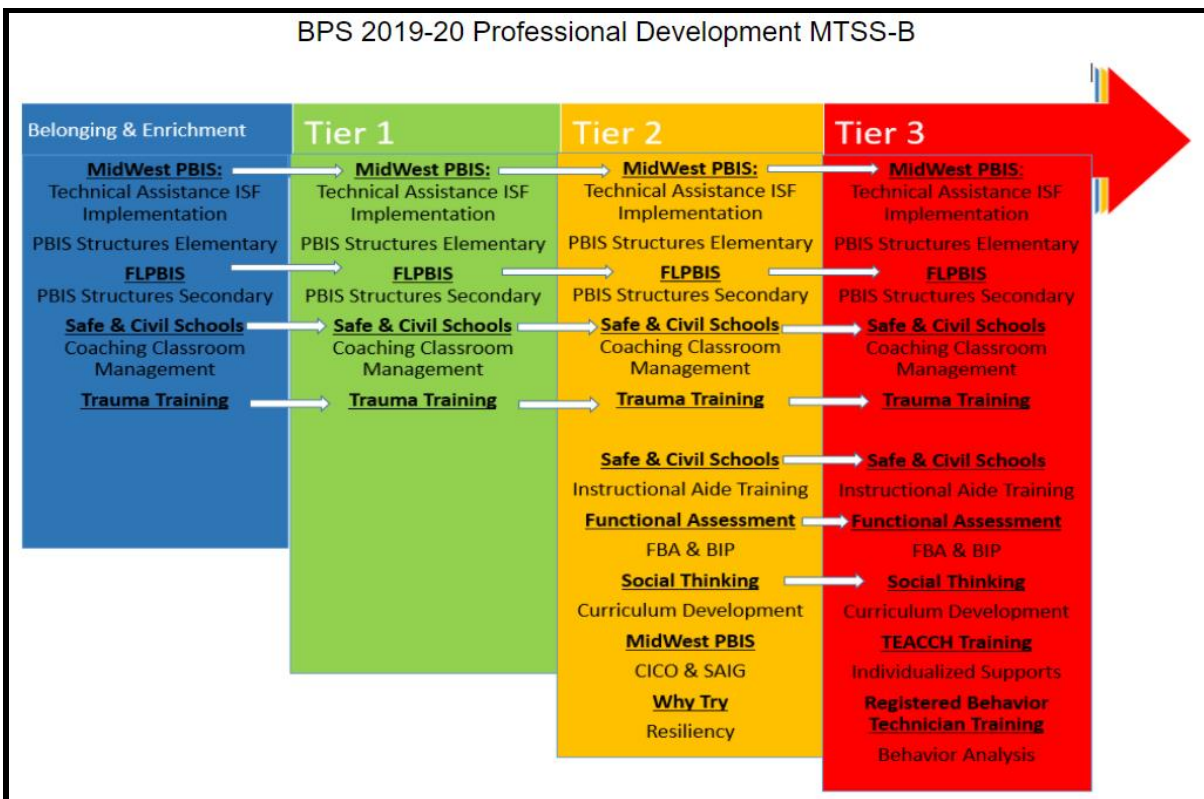 BPS 2019-20 Professional Development MTSS-B
Belonging & Enrichment
MidWest PBIS:
Technical Assistance ISF
Implementation
PBIS Structures Elementary
FLPBIS
PBIS Structures Secondary
Safe & Civil Schools
Coaching Classroom
Management
Trauma Training
Tier 1
MidWest PBIS:
Technical Assistance ISF
Implementation
PBIS Structures Elementary
FLPBIS
PBIS Structures Secondary
Safe & Civil Schools
Coaching Classroom
Management
Trauma Training
Tier 2
MidWest PBIS:
Technical Assistance ISF
Implementation
PBIS Structures Elementary
FLPBIS
PBIS Structures Secondary
Safe & Civil Schools
Coaching Classroom
Management
Trauma Training
Safe & Civil Schools
Instructional Aide Training
Functional Assessment
FBA & BIP
Social Thinking
Curriculum Development
MidWest PBIS
CICO & SAIG
Why Try
Resiliency
Tier 3
MidWest PBIS:
Technical Assistance ISF
Implementation
PBIS Structures Elementary
FLPBIS
PBIS Structures Secondary
Safe & Civil Schools
Coaching Classroom
Management
Trauma Training
Safe & Civil Schools
Instructional Aide Training
Functional Assessment
FBA & BIP
Social Thinking
Curriculum Development
TEACCH Training
Individualized Supports
Registered Behavior
Technician Training
Behavior Analysis